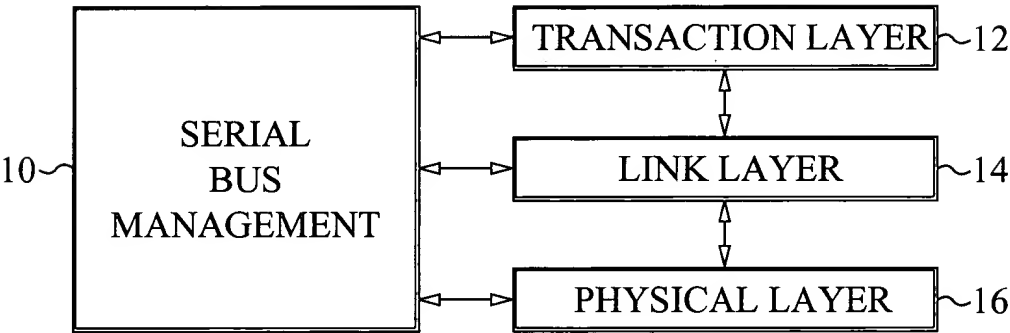 TRANSACTION LAYER
12
SERIAL
BUS
MANAGEMENT
10
LINK LAYER
14
PHYSICAL LAYER
16